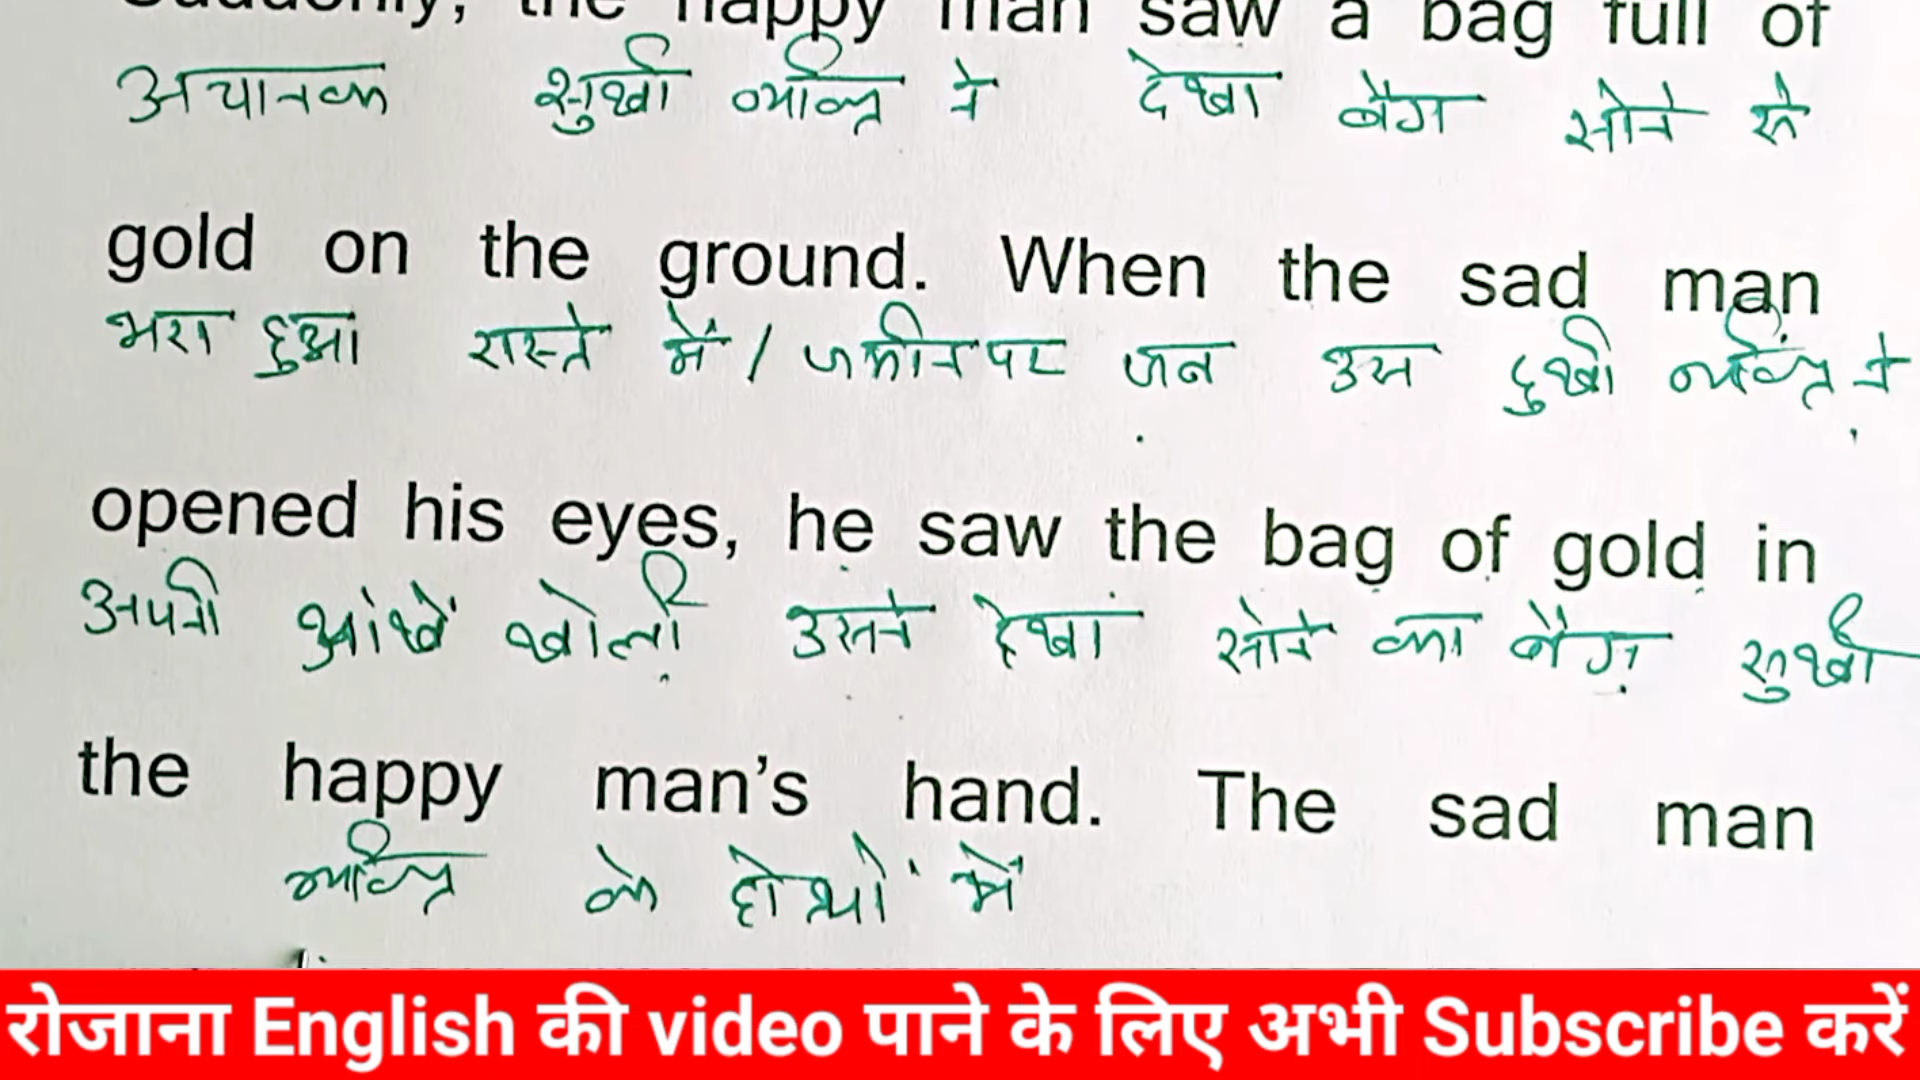 Suddenly, the happy man saw a bag full of
अचानक सुखी व्यक्ति ने देखा बैग सोने से
gold on the ground. When the sad man
भरा हुआ रास्ते में / जमीन पर जब उस दुखी व्यक्ति ने
opened his eyes, he saw the bag of gold in
अपनी आंखें खोली उसने देखा सोने का बैग सुखी
the happy man's hand. The sad man
व्यक्ति के हाथों में
रोजाना English की video पाने के लिए अभी Subscribe करें